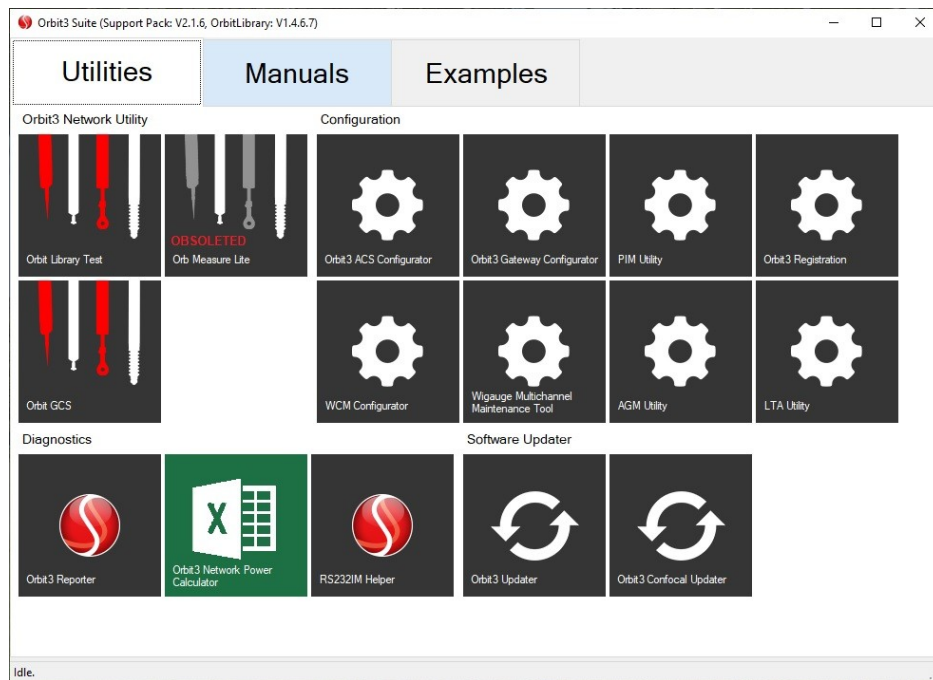 Orbit3 Suite (Support Pack: V2.1.6, OrbitLibrary: V1.4.6.7)
Utilities
Manuals
Examples
Orbit3 Network Utility
Configuration
Orbit Library Test
OBSOLETED
Orb Measure Lite
Orbit3 ACS Configurator
Orbit3 Gateway Configurator
PIM Utility
Orbit3 Registration
Orbit GCS
WCM Configurator
Wigauge Multichannel
Maintenance Tool
AGM Utility
LTA Utility
Diagnostics
Software Updater
Orbit3 Reporter
X
Orbit3 Network Power
Calculator
RS232IM Helper
Orbit3 Updater
Orbit3 Confocal Updater
Idle.